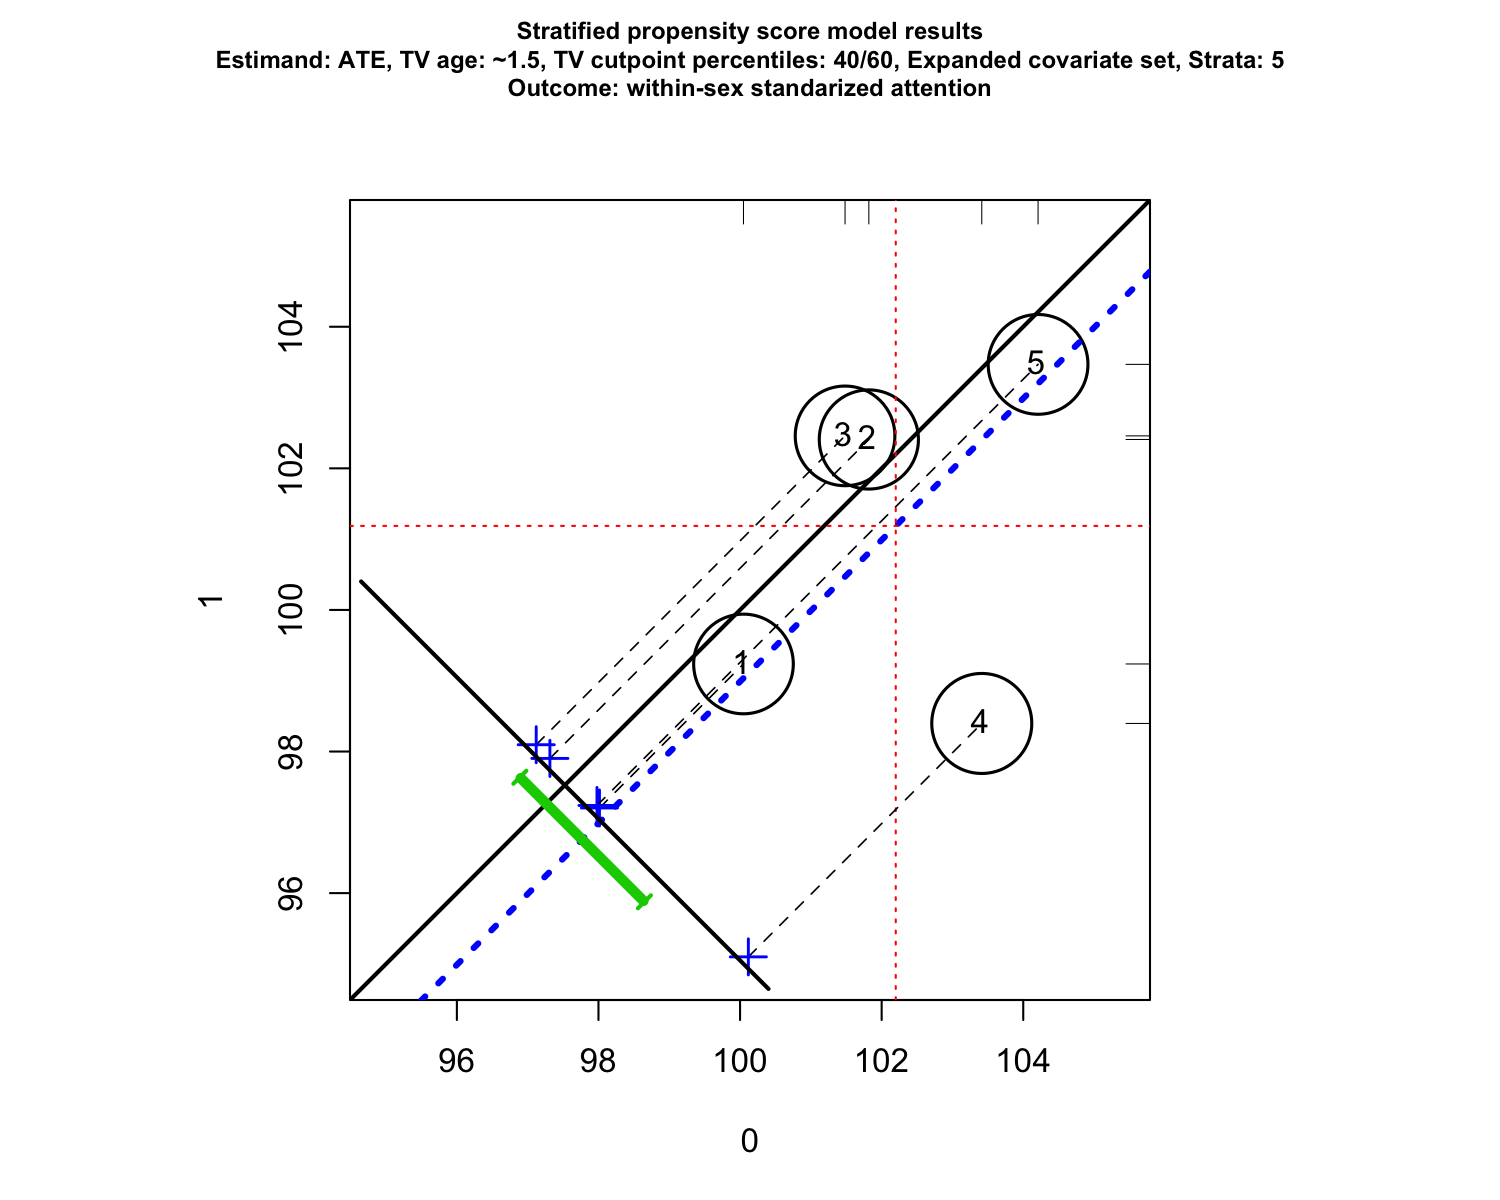 Stratified propensity score model results
Estimand: ATE, TV age: ~1.5, TV cutpoint percentiles: 40/60, Expanded covariate set, Strata: 5
Outcome: within-sex standarized attention
104
5
3 2
102
1
100
1
4
98
96
96 98 100 102 104
0